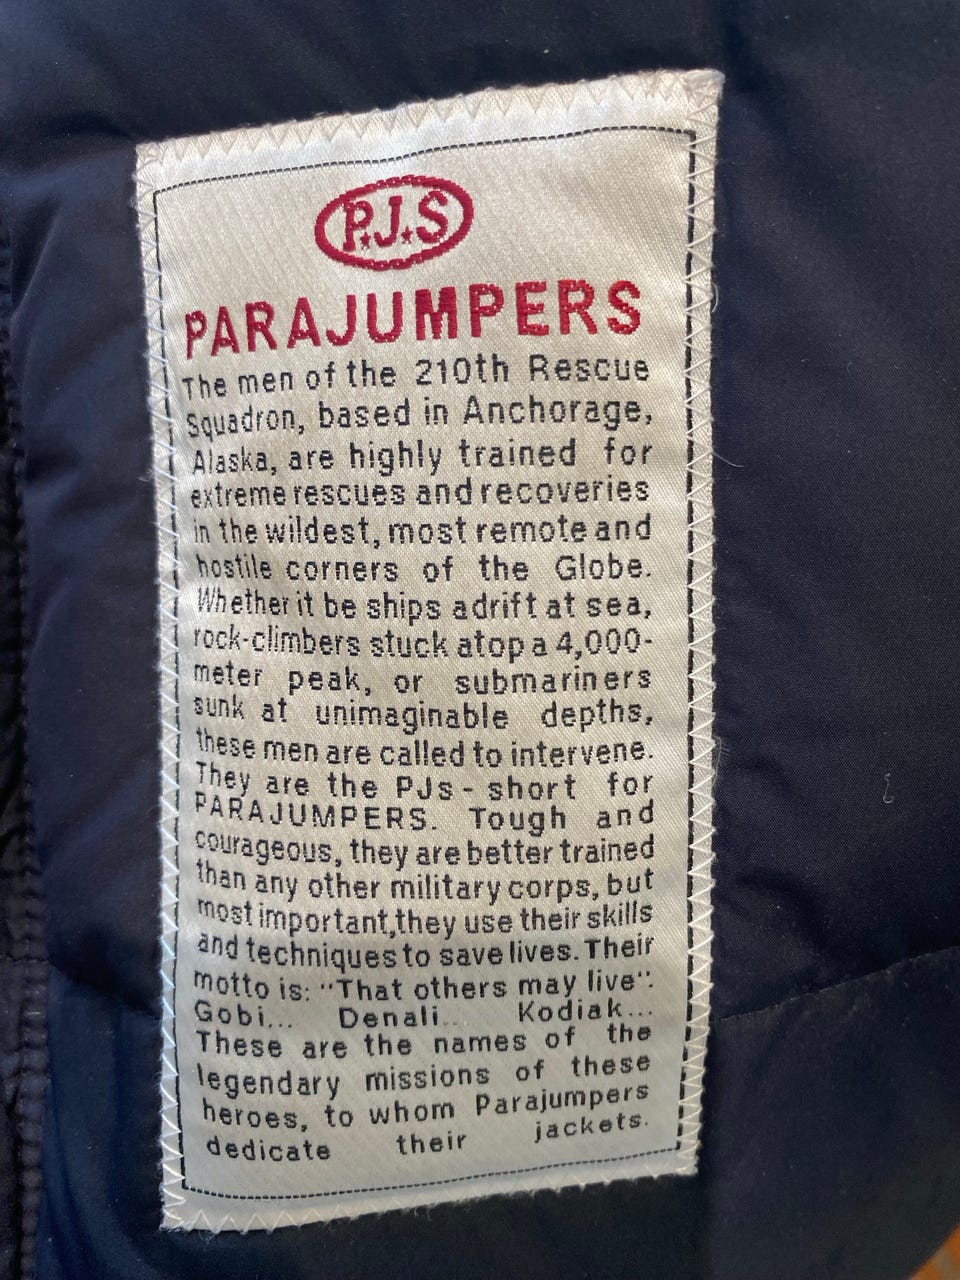 P.J.S
PARAJUMPERS
The men of the 210th Rescue
Squadron, based in Anchorage,
Alaska, are highly trained for
extreme rescues and recoveries
in the wildest, most remote and
hostile corners of the Globe.
Whether it be ships adrift at sea,
rock-climbers stuck atop a 4,000-
meter peak, or submariners
sunk at unimaginable depths,
these men are called to intervene.
They are the PJs - short for
PARAJUMPERS. Tough and
courageous, they are better trained
than any other military corps, but
most important,they use their skills
and techniques to save lives. Their
motto is: "That others may live".
Gobi... Denali... Kodiak...
These are the names of the
legendary missions of these
heroes, to whom Parajumpers
dedicate their jackets.